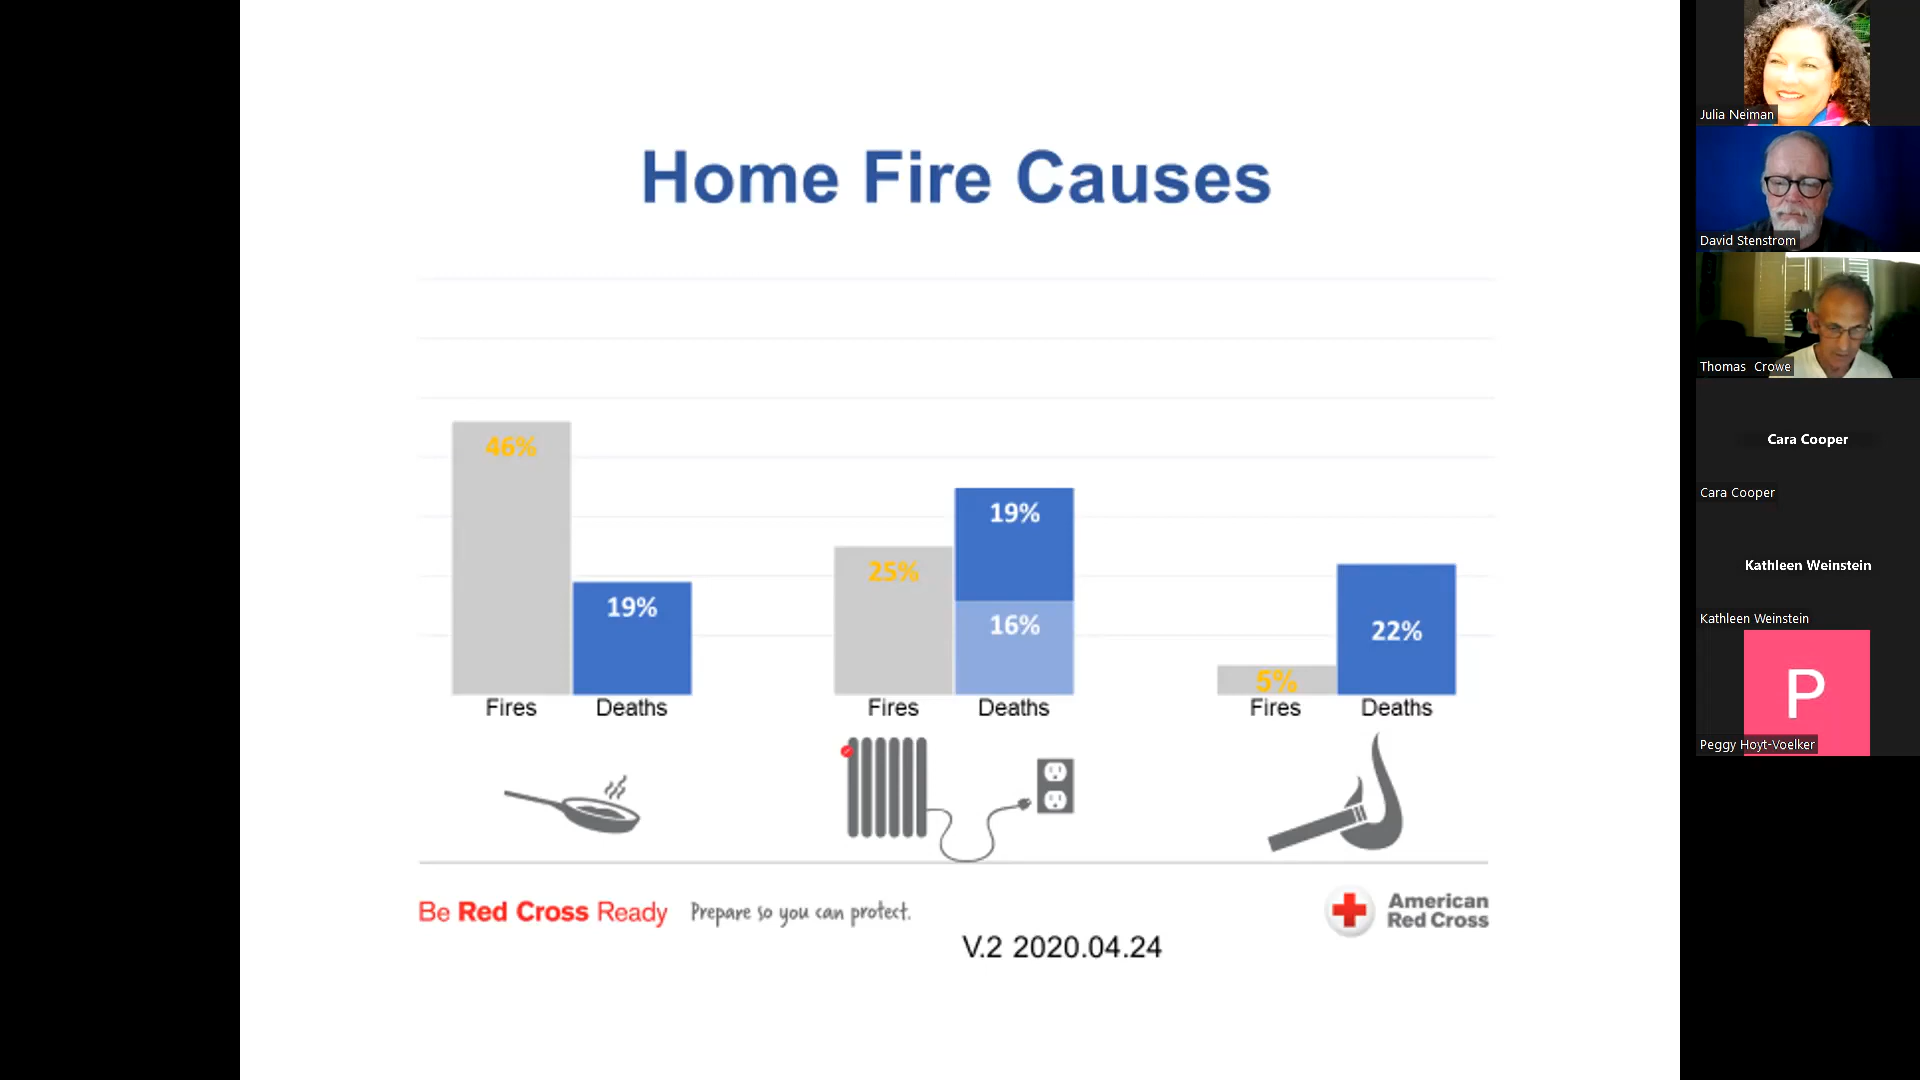 Home Fire Causes
46%
19%
25%
19%
16%
5%
22%
Fires
Deaths
Fires
Deaths
Fires
Deaths
Be Red Cross Ready
Prepare so you can protect.
American
Red Cross
V.2 2020.04.24
Julia Neiman
David Stenstrom
Thomas Crowe
Cara Cooper
Cara Cooper
Kathleen Weinstein
Kathleen Weinstein
P
Peggy Hoyt-Voelker